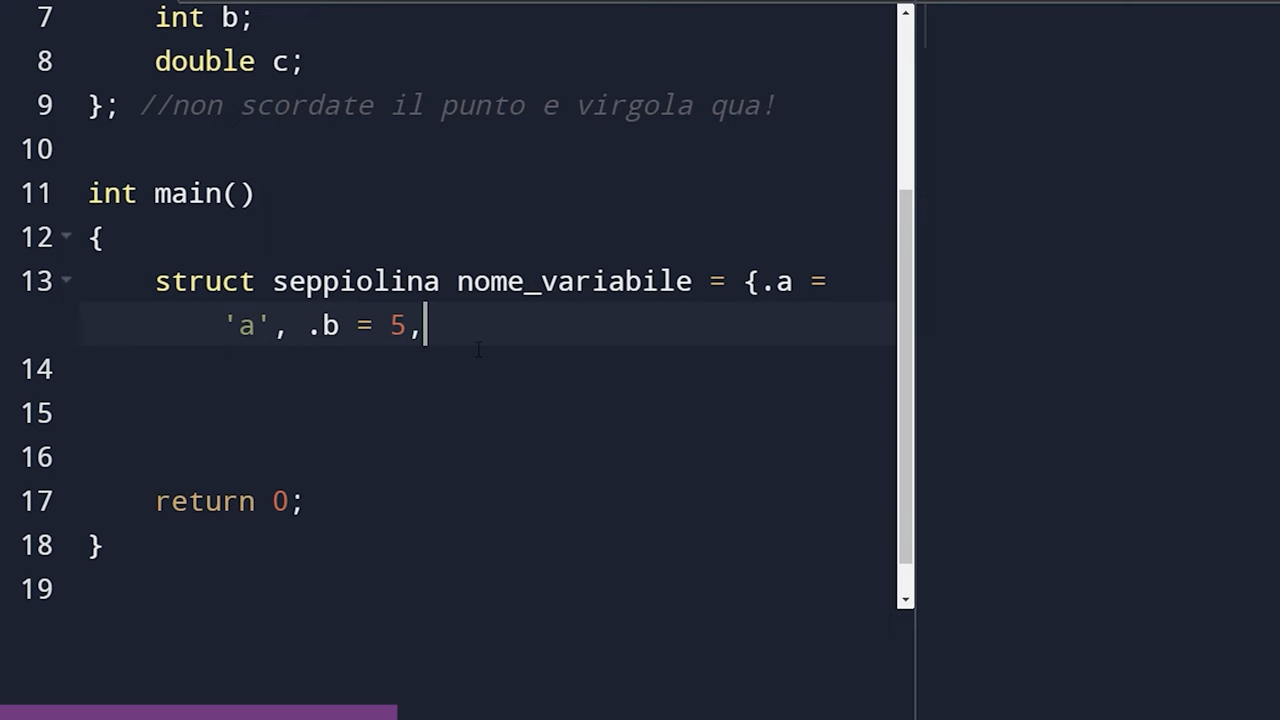 7 int b;
8 double c;
9 }; //non scordate il punto e virgola qua!
10
11 int main()
12 {
13 struct seppiolina nome_variabile = {.a =
'a', .b = 5,
14
15
16
17 return 0;
18 }
19